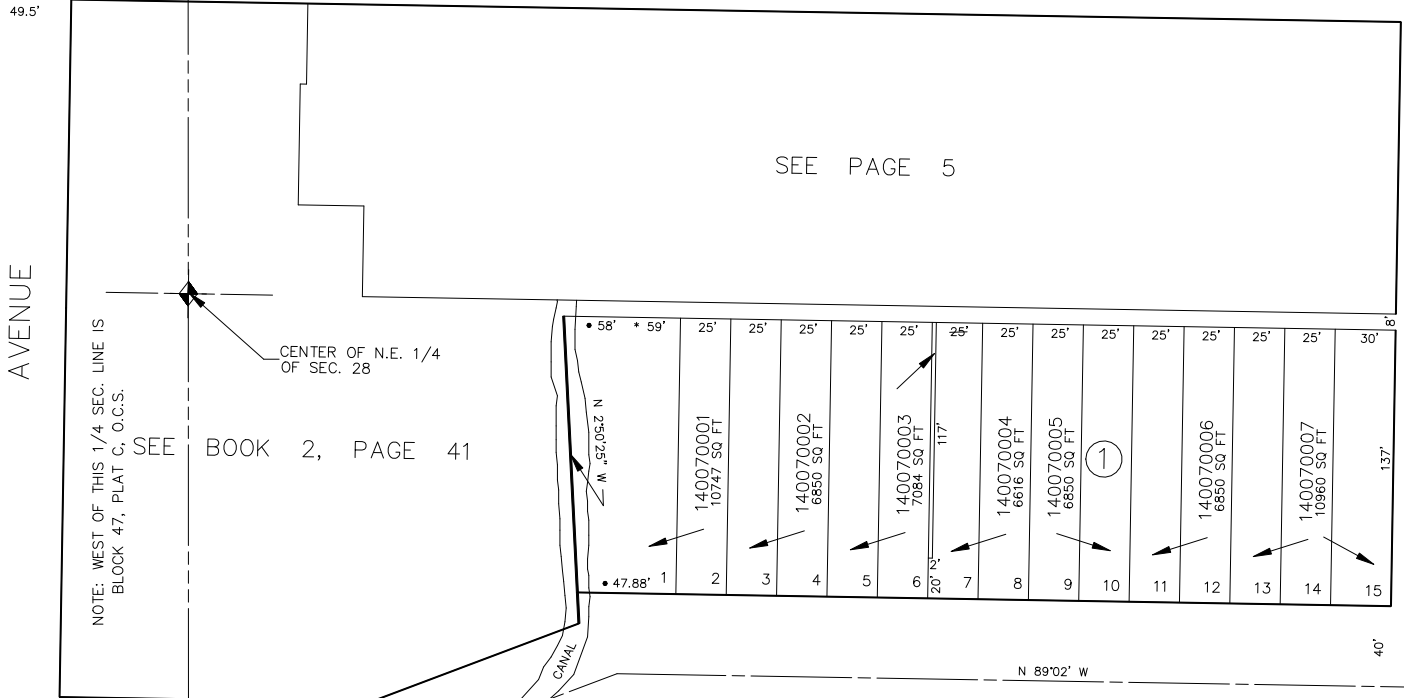 49.5'
AVENUE
SEE PAGE 5
CENTER OF N.E. 1/4
OF SEC. 28
NOTE: WEST OF THIS 1/4 SEC. LINE IS
BLOCK 47, PLAT C, O.C.S.
SEE BOOK 2, PAGE 41
• 58' * 59' 25' 25' 25' 25' 25' 25' 25' 25' 25' 25' 25' 25' 25' 30'
8'
N 2°50'25" W
140070001
10747 SQ FT
140070002
6850 SQ FT
140070003
7084 SQ FT
117'
140070004
6616 SQ FT
140070005
6850 SQ FT
1
140070006
6850 SQ FT
140070007
10960 SQ FT
137'
2'
20'
• 47.88' 1 2 3 4 5 6 7 8 9 10 11 12 13 14 15
CANAL
40'
N 89°02' W